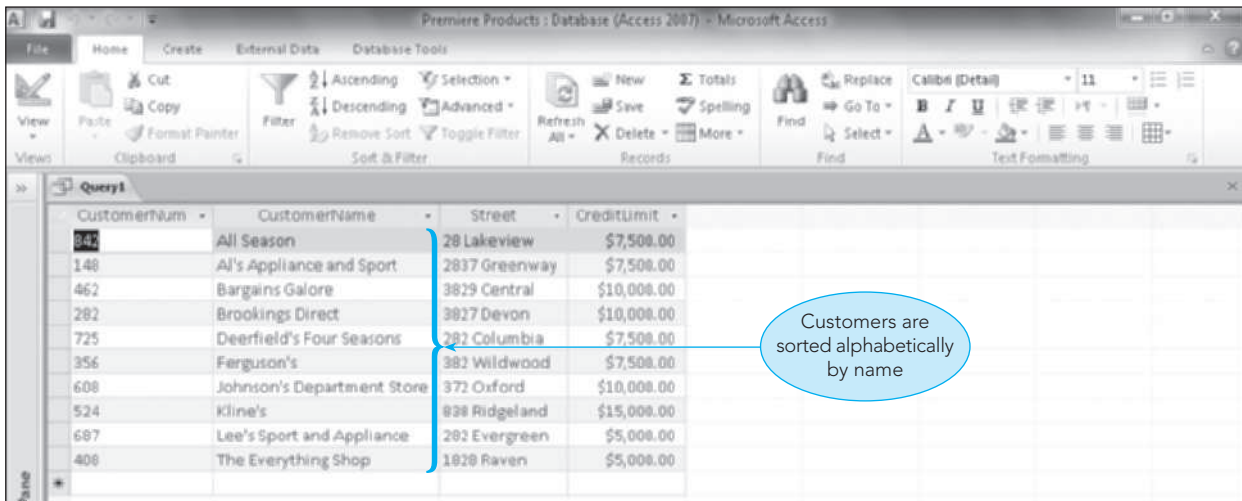 A
Premiere Products : Database (Access 2007) - Microsoft Access
File Home Create External Data Database Tools
View
Views
Paste
Cut
Copy
Format Painter
Clipboard
Filter
Ascending
Descending
Remove Sort
Selection
Advanced
Toggle Filter
Sort & Filter
Refresh All
New
Save
Delete
Totals
Spelling
More
Records
Find
Replace
Go To
Select
Find
Calibri (Detail) 11
B I U
A
Text Formatting
Query1
CustomerNum CustomerName Street CreditLimit
842 All Season 28 Lakeview $7,500.00
148 Al's Appliance and Sport 2837 Greenway $7,500.00
462 Bargains Galore 3829 Central $10,000.00
282 Brookings Direct 3827 Devon $10,000.00
725 Deerfield's Four Seasons 282 Columbia $7,500.00
356 Ferguson's 382 Wildwood $7,500.00
608 Johnson's Department Store 372 Oxford $10,000.00
524 Kline's 838 Ridgeland $15,000.00
687 Lee's Sport and Appliance 282 Evergreen $5,000.00
408 The Everything Shop 1828 Raven $5,000.00
Customers are
sorted alphabetically
by name
Pane